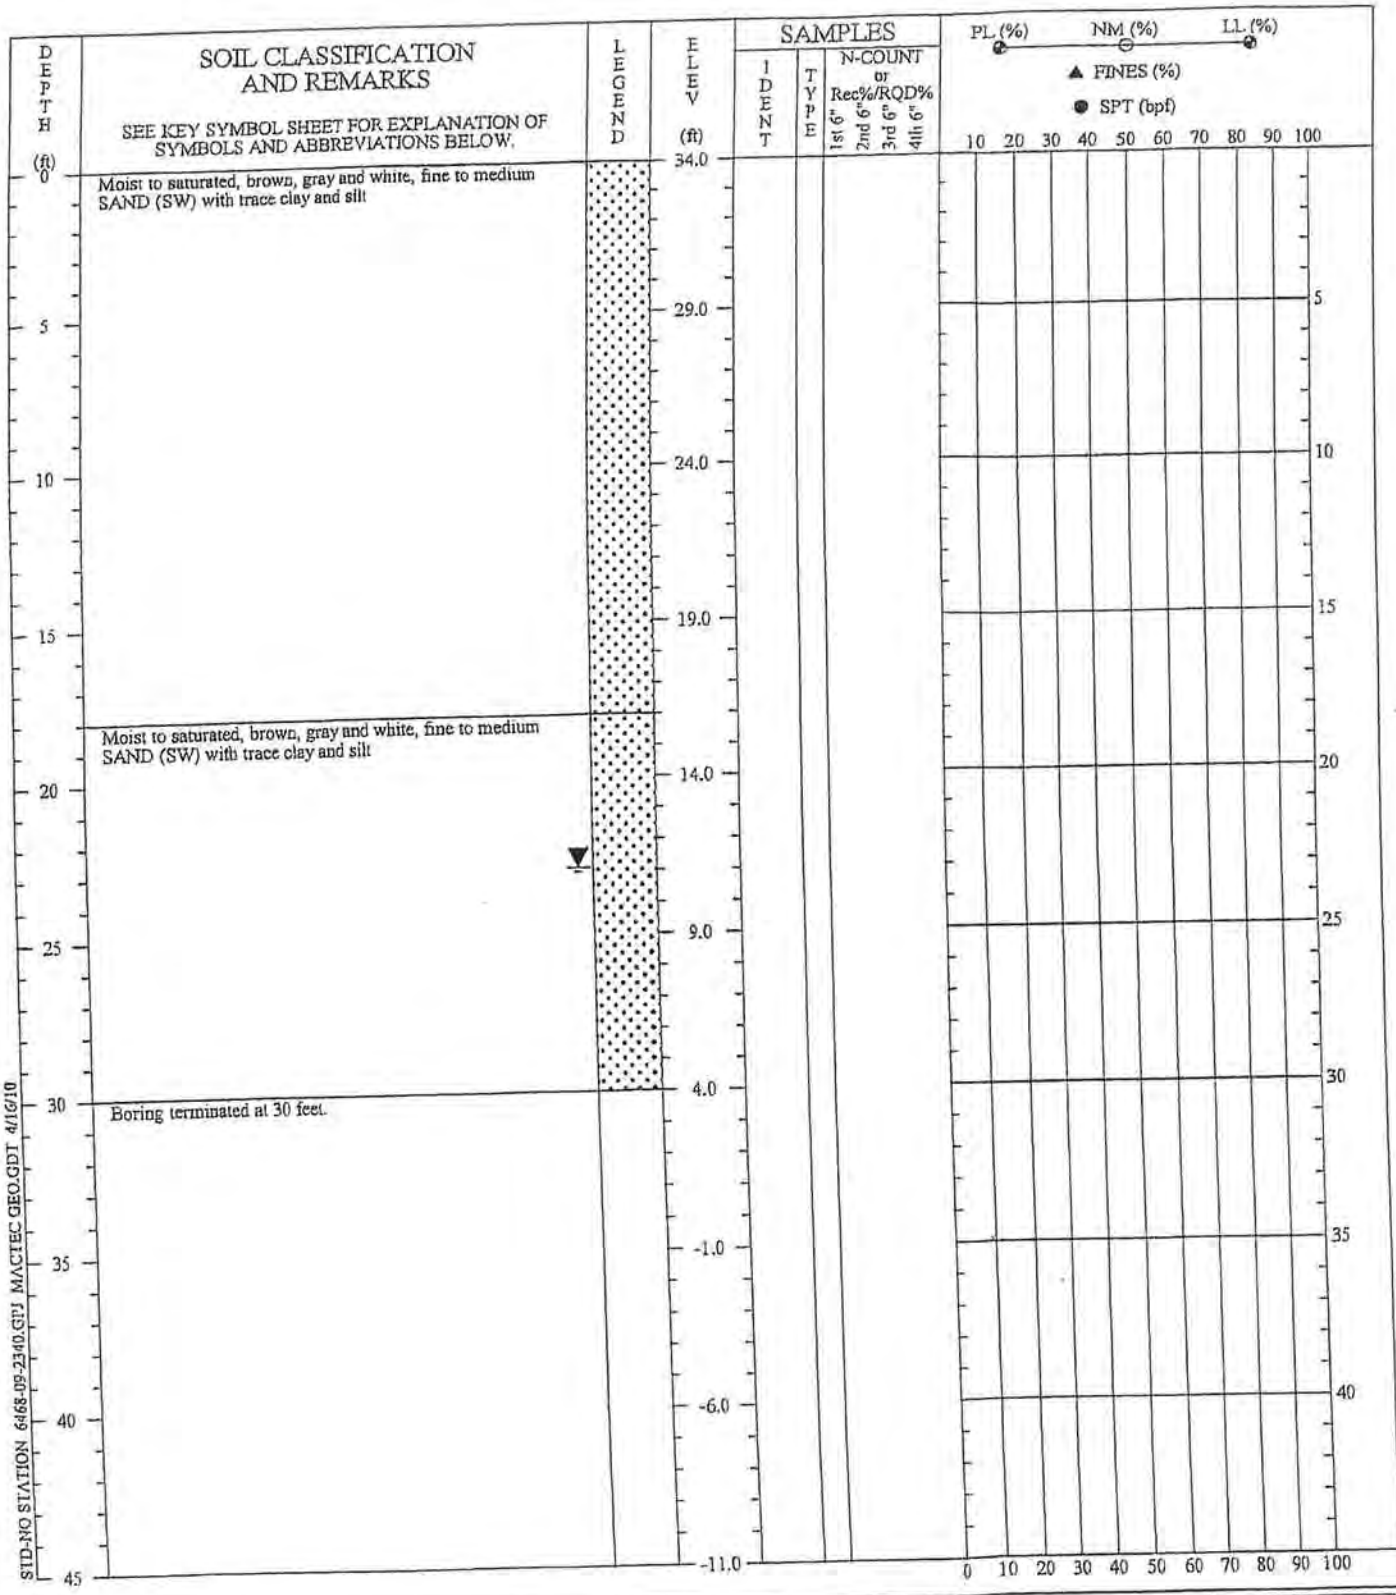 DEPTH
(ft)
SOIL CLASSIFICATION
AND REMARKS
SEE KEY SYMBOL SHEET FOR EXPLANATION OF
SYMBOLS AND ABBREVIATIONS BELOW.
LEGEND
ELEV
(ft)
SAMPLES
IDENT
TYPE
N-COUNT
or
Rec%/RQD%
1st 6"
2nd 6"
3rd 6"
4th 6"
PL (%) NM (%) LL (%)
▲ FINES (%)
● SPT (bpf)
10 20 30 40 50 60 70 80 90 100
0
Moist to saturated, brown, gray and white, fine to medium
SAND (SW) with trace clay and silt
34.0
5 29.0 5
10 24.0 10
15 19.0 15
Moist to saturated, brown, gray and white, fine to medium
SAND (SW) with trace clay and silt
20 14.0 20
25 9.0 25
30 4.0 30
Boring terminated at 30 feet.
35 -1.0 35
40 -6.0 40
45 -11.0
0 10 20 30 40 50 60 70 80 90 100
STD-NO STATION 6468-09-2340.GPJ MACTEC GEO.GDT 4/16/10